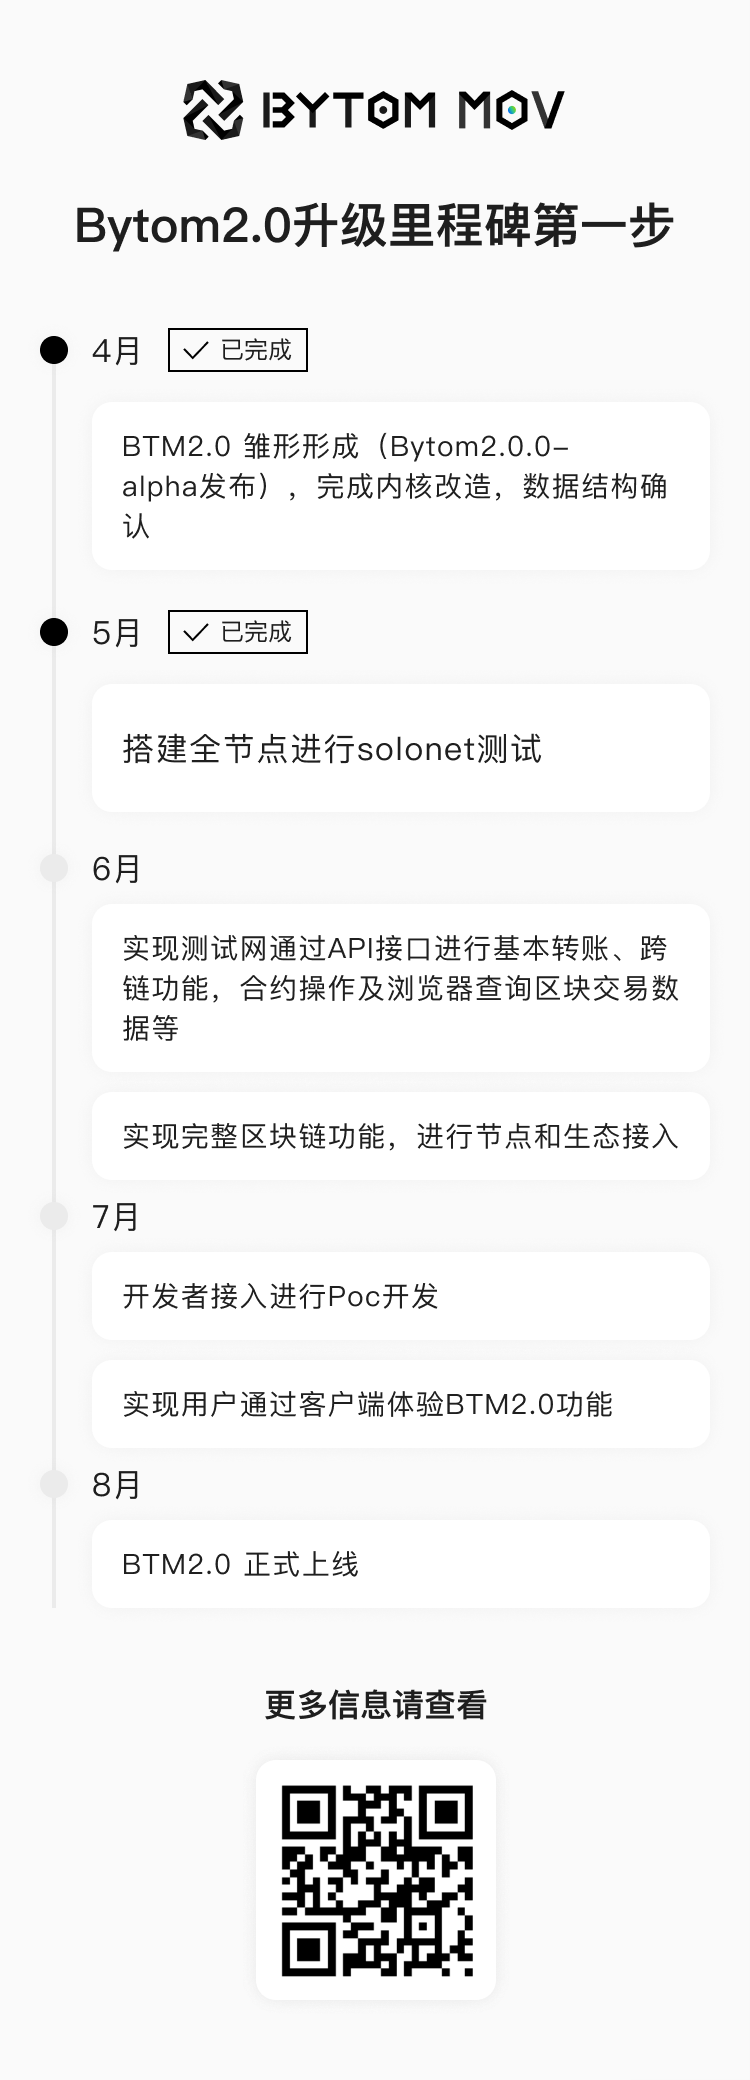 BYTOM MOV
Bytom2.0升级里程碑第一步
4月 已完成
BTM2.0 雏形形成（Bytom2.0.0-
alpha发布），完成内核改造，数据结构确
认
5月 已完成
搭建全节点进行solonet测试
6月
实现测试网通过API接口进行基本转账、跨
链功能，合约操作及浏览器查询区块交易数
据等
实现完整区块链功能，进行节点和生态接入
7月
开发者接入进行Poc开发
实现用户通过客户端体验BTM2.0功能
8月
BTM2.0 正式上线
更多信息请查看